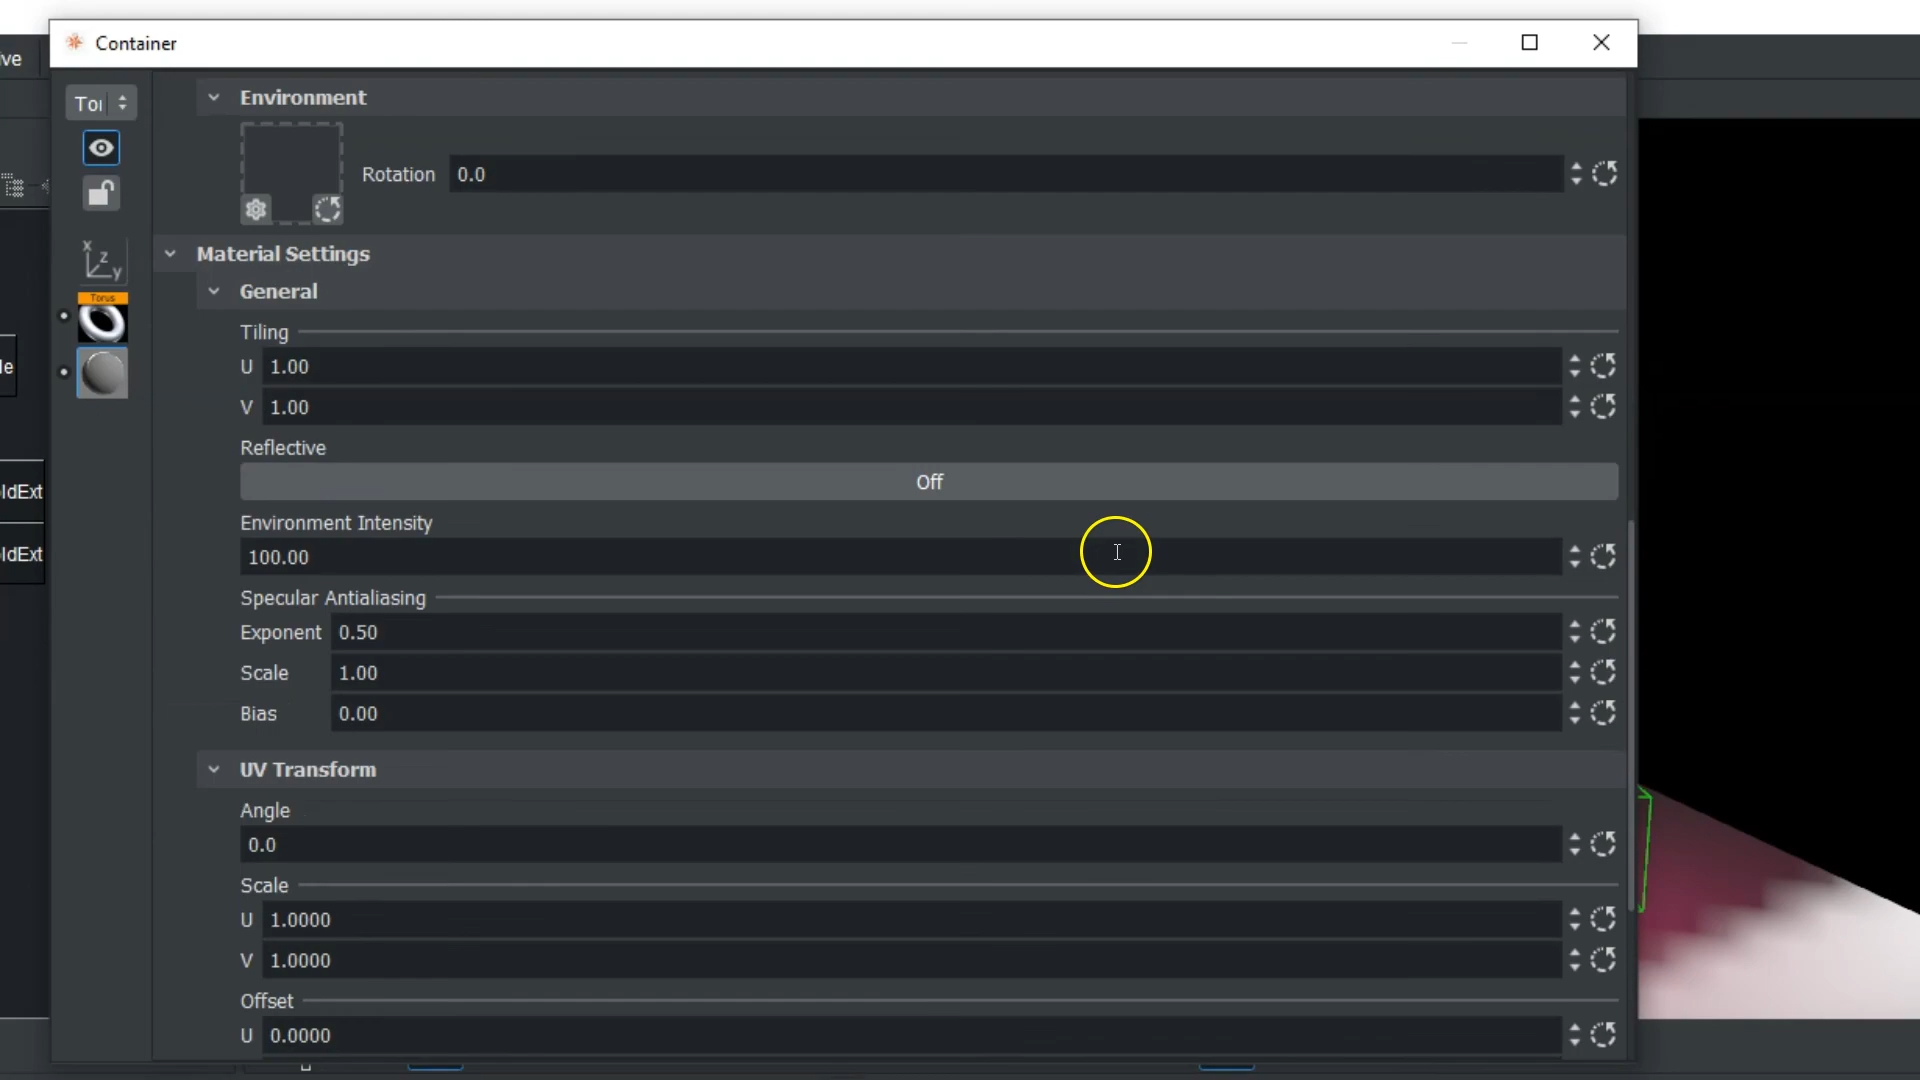 Container
ive
Toı
Environment
Rotation 0.0
Material Settings
x
z
y
General
Torus
Tiling
U 1.00
le
V 1.00
Reflective
Off
ldExt
Environment Intensity
100.00
ldExt
Specular Antialiasing
Exponent 0.50
Scale 1.00
Bias 0.00
UV Transform
Angle
0.0
Scale
U 1.0000
V 1.0000
Offset
U 0.0000